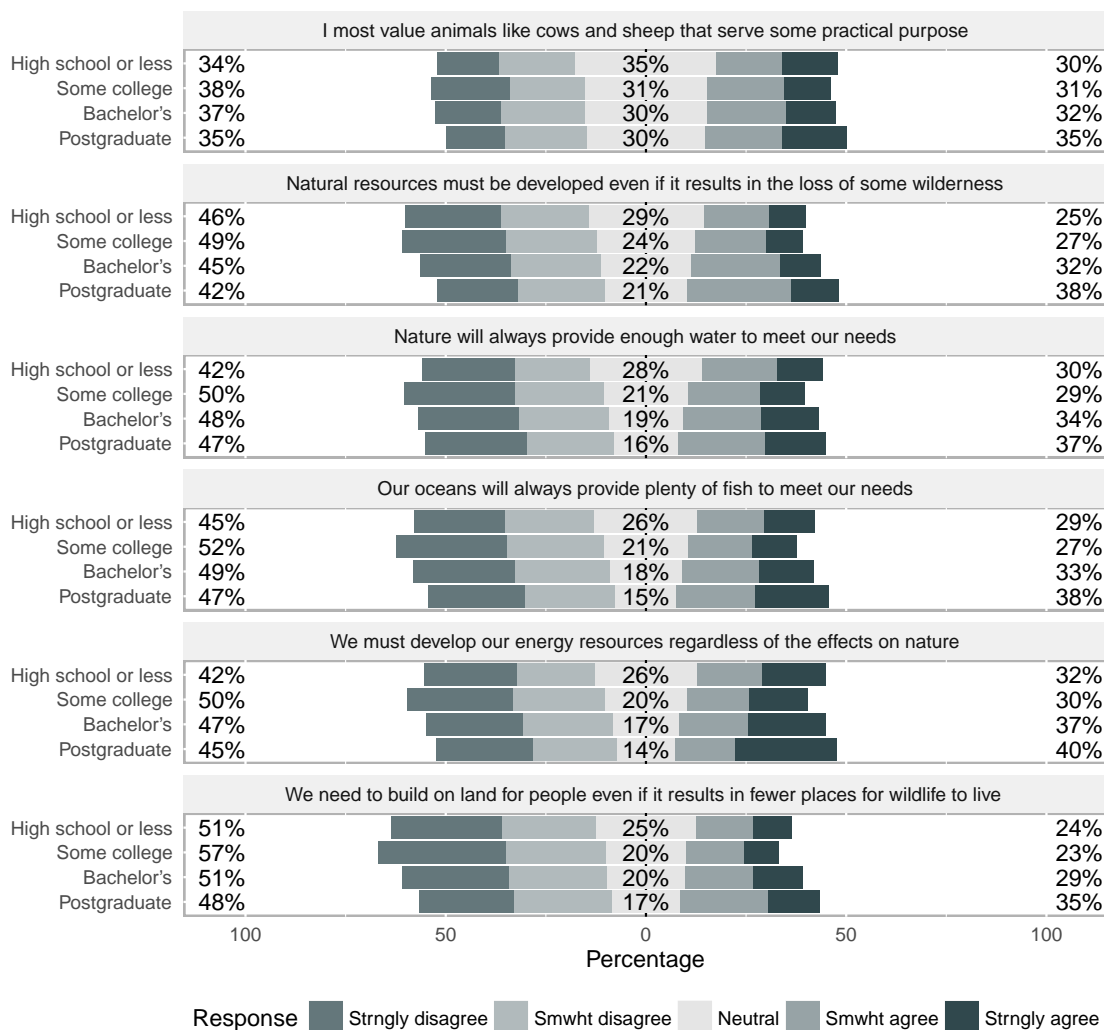 I most value animals like cows and sheep that serve some practical purpose
High school or less 34% 35% 30%
Some college 38% 31% 31%
Bachelor's 37% 30% 32%
Postgraduate 35% 30% 35%
Natural resources must be developed even if it results in the loss of some wilderness
High school or less 46% 29% 25%
Some college 49% 24% 27%
Bachelor's 45% 22% 32%
Postgraduate 42% 21% 38%
Nature will always provide enough water to meet our needs
High school or less 42% 28% 30%
Some college 50% 21% 29%
Bachelor's 48% 19% 34%
Postgraduate 47% 16% 37%
Our oceans will always provide plenty of fish to meet our needs
High school or less 45% 26% 29%
Some college 52% 21% 27%
Bachelor's 49% 18% 33%
Postgraduate 47% 15% 38%
We must develop our energy resources regardless of the effects on nature
High school or less 42% 26% 32%
Some college 50% 20% 30%
Bachelor's 47% 17% 37%
Postgraduate 45% 14% 40%
We need to build on land for people even if it results in fewer places for wildlife to live
High school or less 51% 25% 24%
Some college 57% 20% 23%
Bachelor's 51% 20% 29%
Postgraduate 48% 17% 35%
100 50 0 50 100
Percentage
Response Strngly disagree Smwht disagree Neutral Smwht agree Strngly agree